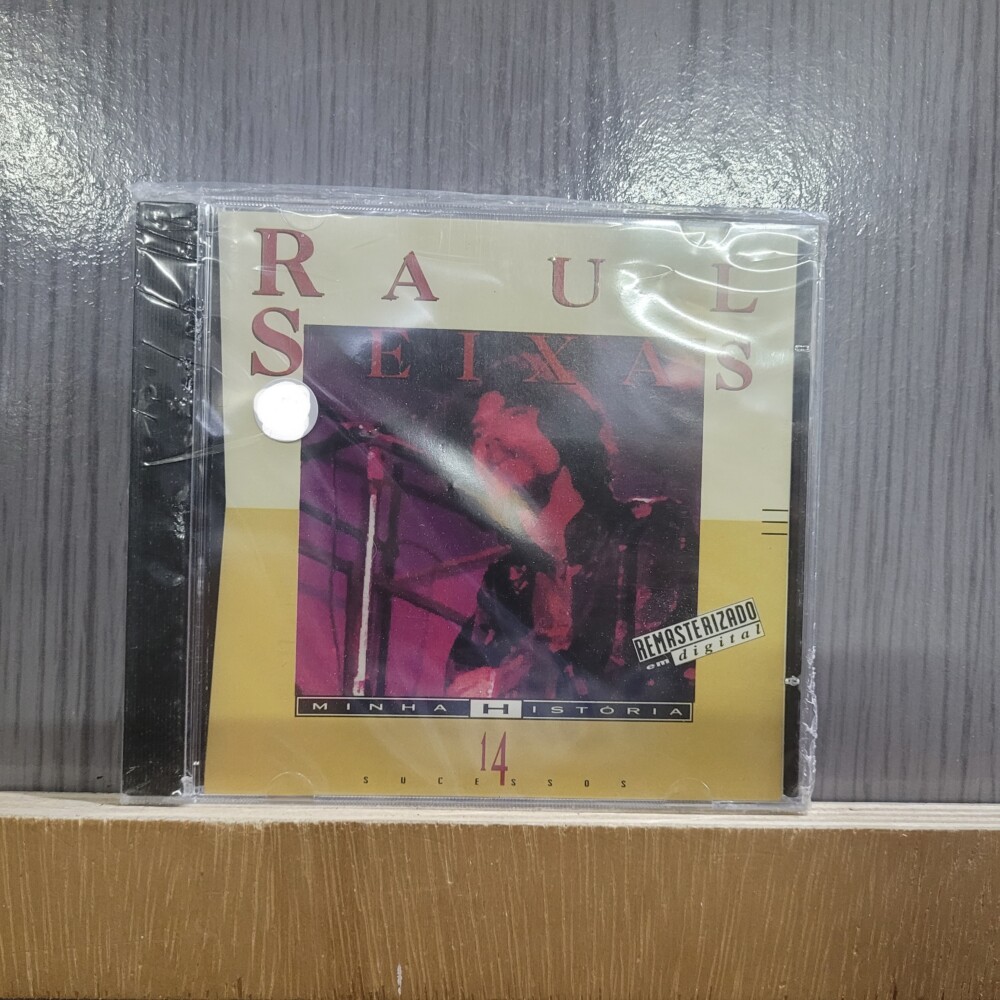 RAUL
SEIXAS
REMASTERIZADO
em digital
MINHA HISTÓRIA
14
SUCESSOS